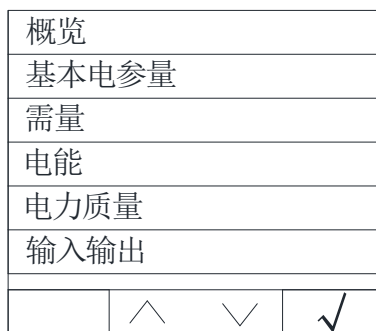 概览
基本电参量
需量
电能
电力质量
输入输出